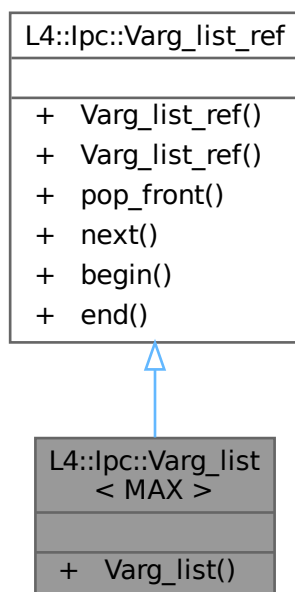 L4::Ipc::Varg_list_ref
+ Varg_list_ref()
+ Varg_list_ref()
+ pop_front()
+ next()
+ begin()
+ end()
L4::Ipc::Varg_list
< MAX >
+ Varg_list()